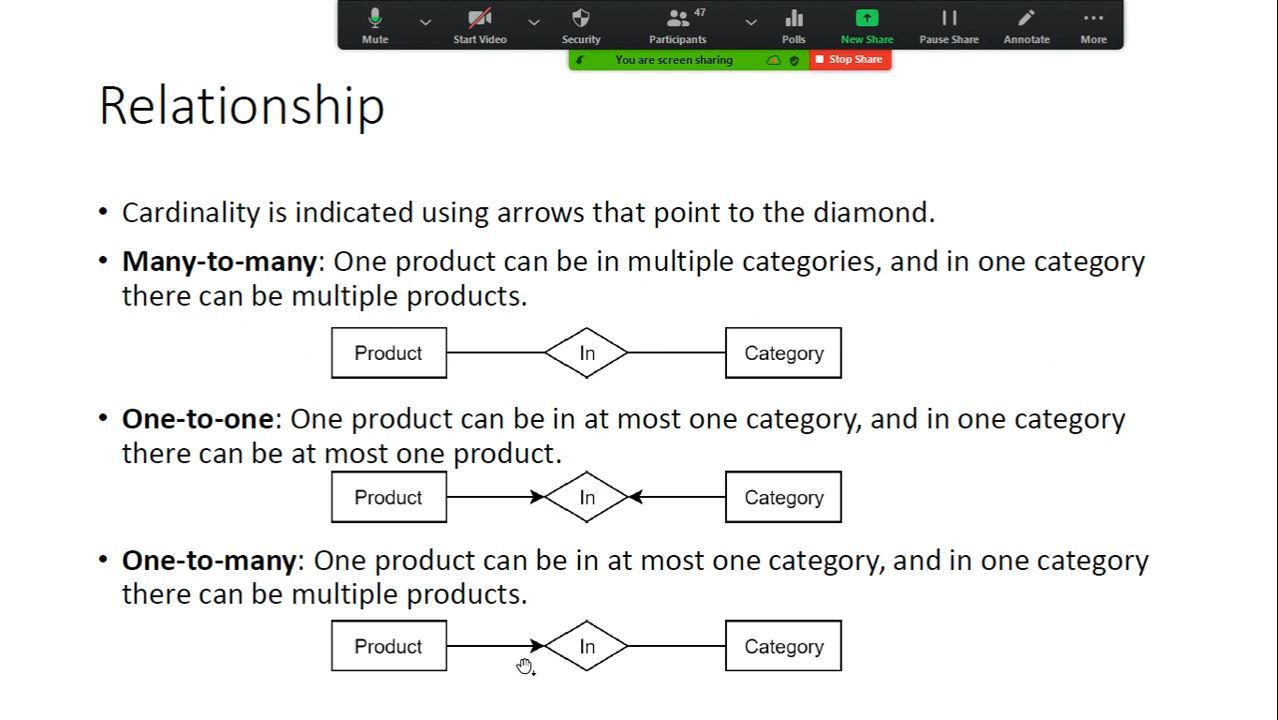 47
Mute Start Video Security Participants Polls New Share Pause Share Annotate More
You are screen sharing Stop Share
Relationship
• Cardinality is indicated using arrows that point to the diamond.
• Many-to-many: One product can be in multiple categories, and in one category
there can be multiple products.
Product In Category
• One-to-one: One product can be in at most one category, and in one category
there can be at most one product.
Product In Category
• One-to-many: One product can be in at most one category, and in one category
there can be multiple products.
Product In Category